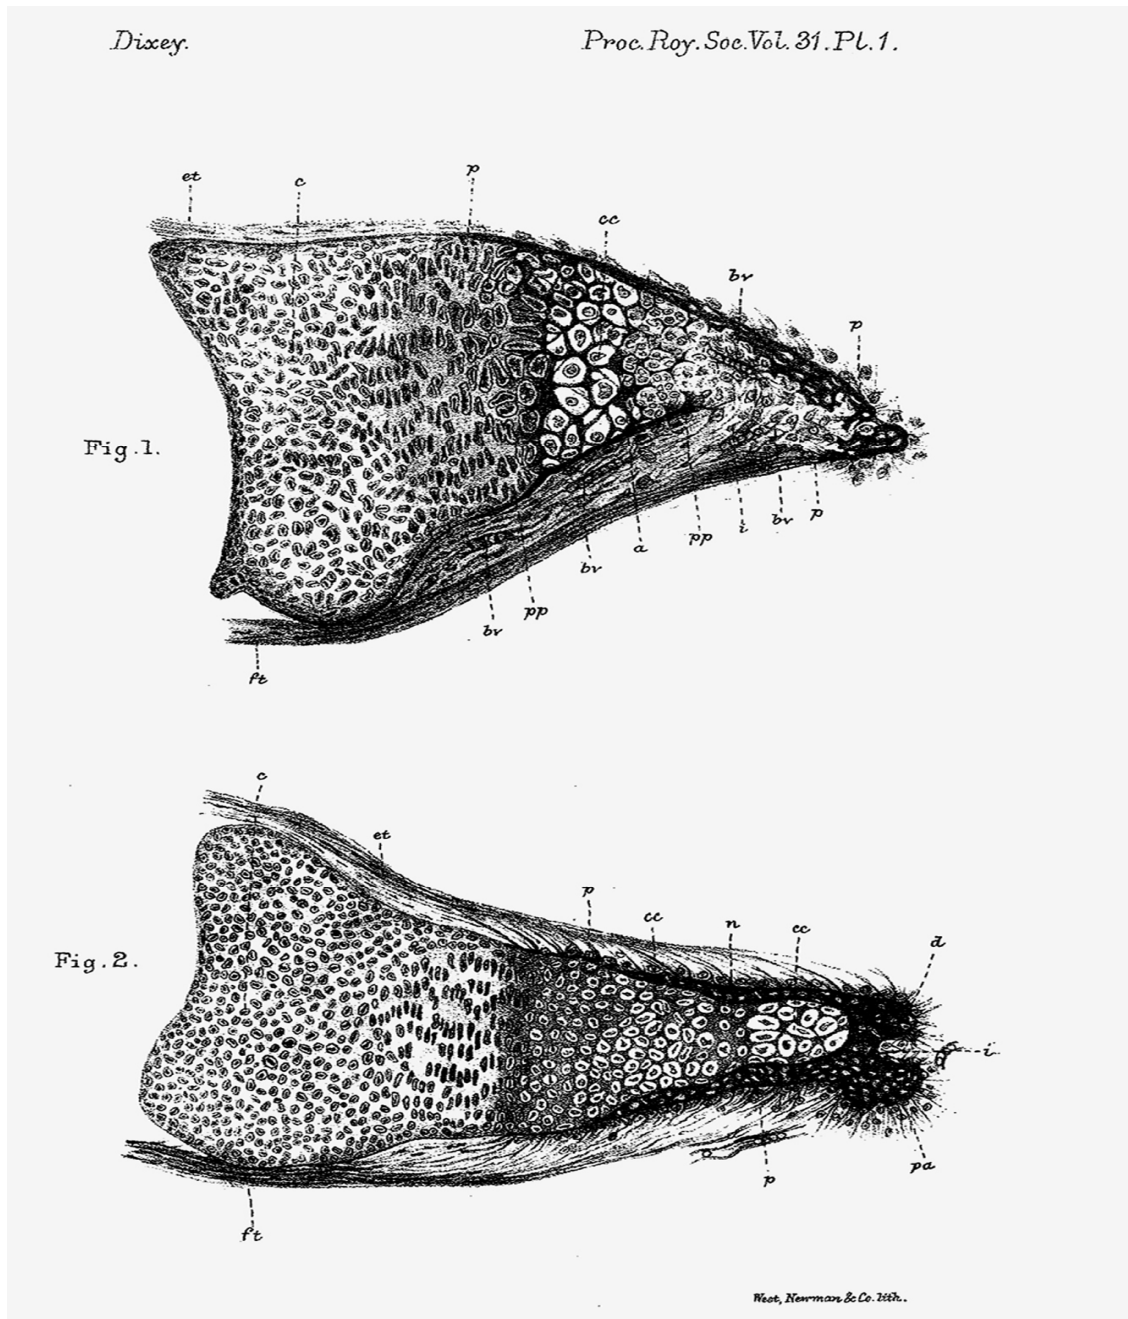 Dixey. Proc. Roy. Soc. Vol. 31. Pl. 1.
et c p
cc
bv
p
Fig. 1.
a pp i bv p
bv
bv pp
ft
c
et
p cc n cc
d
Fig. 2.
i
pa
p
ft
West, Newman & Co. lith.